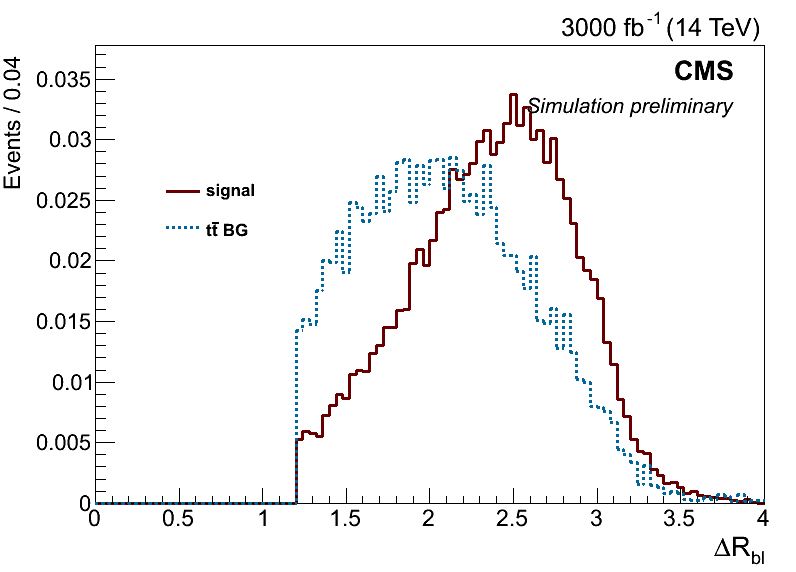 3000 fb⁻¹ (14 TeV)
CMS
Simulation preliminary
Events / 0.04
0.035
0.03
0.025
0.02
0.015
0.01
0.005
0
signal
tt̄ BG
0 0.5 1 1.5 2 2.5 3 3.5 4
ΔR_bl